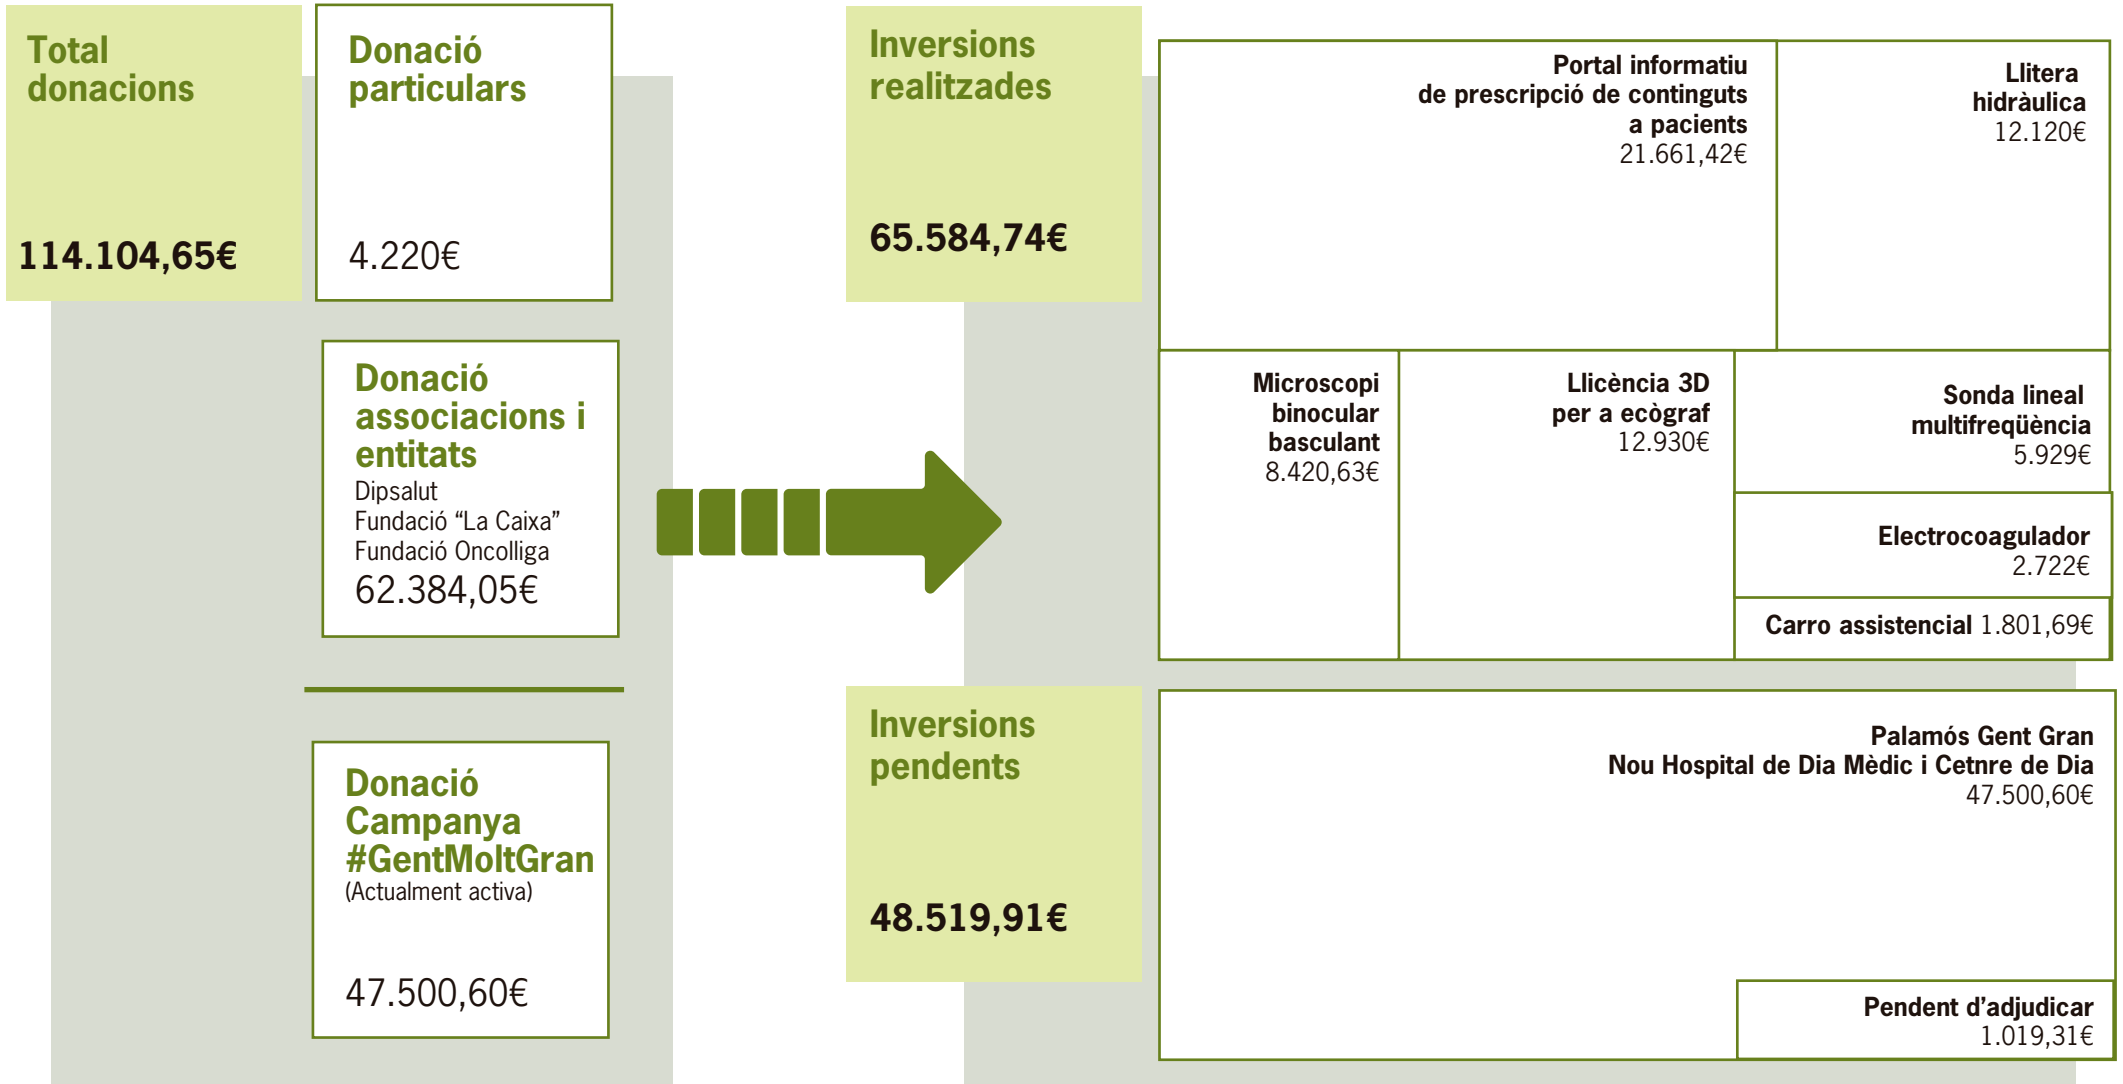 Total
donacions
114.104,65€
Donació
particulars
4.220€
Donació
associacions i
entitats
Dipsalut
Fundació “La Caixa”
Fundació Oncolliga
62.384,05€
Donació
Campanya
#GentMoltGran
(Actualment activa)
47.500,60€
Inversions
realitzades
65.584,74€
Portal informatiu
de prescripció de continguts
a pacients
21.661,42€
Llitera
hidràulica
12.120€
Microscopi
binocular
basculant
8.420,63€
Llicència 3D
per a ecògraf
12.930€
Sonda lineal
multifreqüència
5.929€
Electrocoagulador
2.722€
Carro assistencial 1.801,69€
Inversions
pendents
48.519,91€
Palamós Gent Gran
Nou Hospital de Dia Mèdic i Cetnre de Dia
47.500,60€
Pendent d’adjudicar
1.019,31€